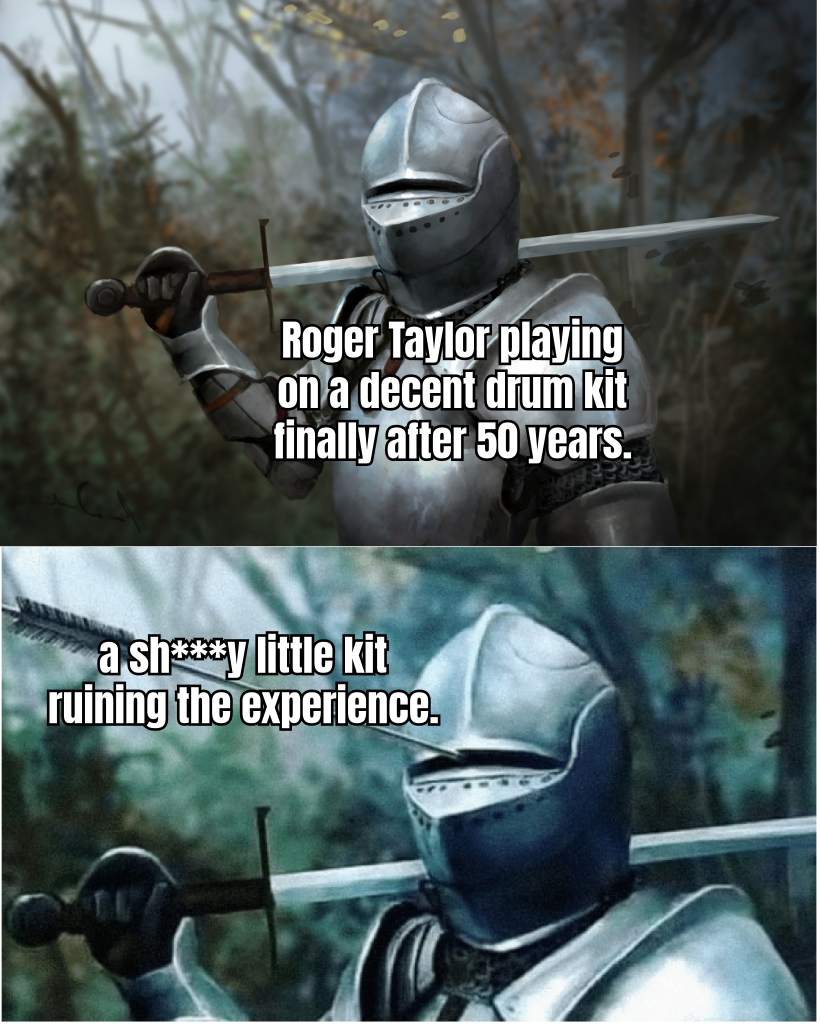 Roger Taylor playing
on a decent drum kit
finally after 50 years.
a sh***y little kit
ruining the experience.